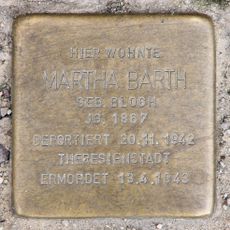 HIER WOHNTE
MARTHA BARTH
GEB. BLOCH
JG. 1867
DEPORTIERT 20.11.1942
THERESIENSTADT
ERMORDET 13.4.1943